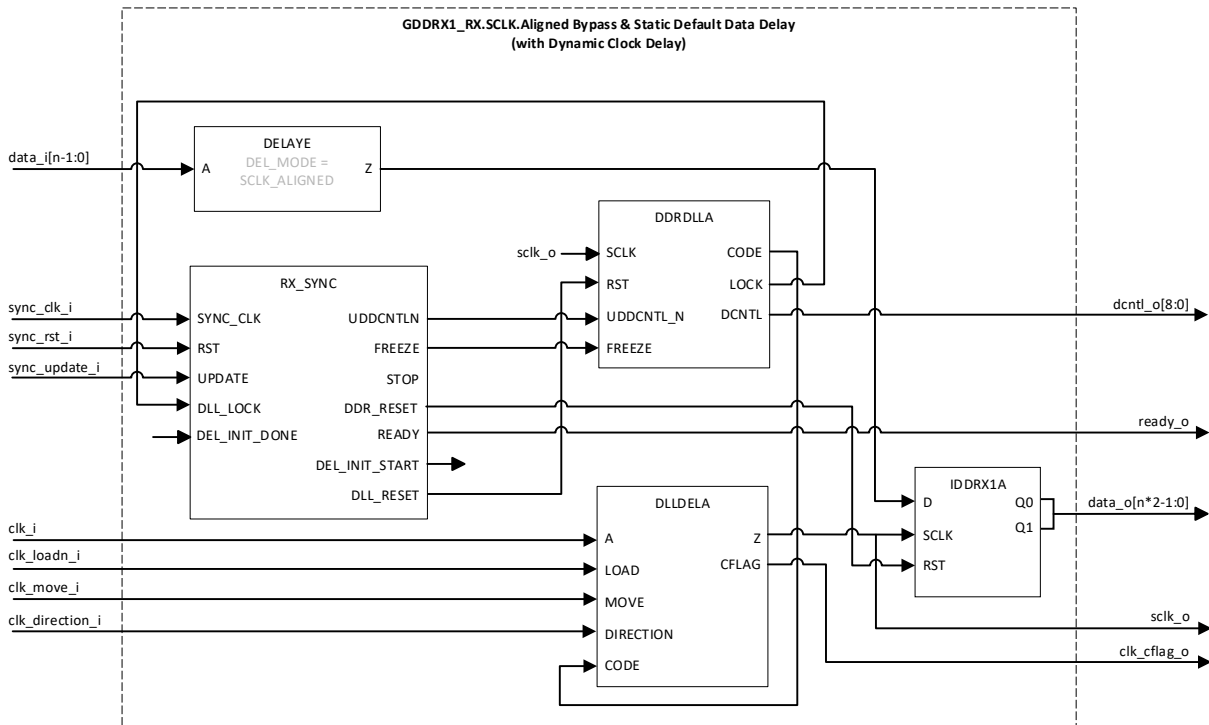 GDDRX1_RX.SCLK.Aligned Bypass & Static Default Data Delay
(with Dynamic Clock Delay)
data_i[n-1:0]
DELAYE
A
DEL_MODE =
SCLK_ALIGNED
Z
DDRDLLA
sclk_o
SCLK
CODE
RST
LOCK
UDDCNTL_N
DCNTL
FREEZE
dcntl_o[8:0]
RX_SYNC
sync_clk_i
SYNC_CLK
UDDCNTLN
sync_rst_i
RST
FREEZE
sync_update_i
UPDATE
STOP
DLL_LOCK
DDR_RESET
DEL_INIT_DONE
READY
ready_o
DEL_INIT_START
DLL_RESET
IDDRX1A
D
Q0
SCLK
Q1
RST
data_o[n*2-1:0]
DLLDELA
clk_i
A
Z
clk_loadn_i
LOAD
CFLAG
clk_move_i
MOVE
clk_direction_i
DIRECTION
CODE
sclk_o
clk_cflag_o